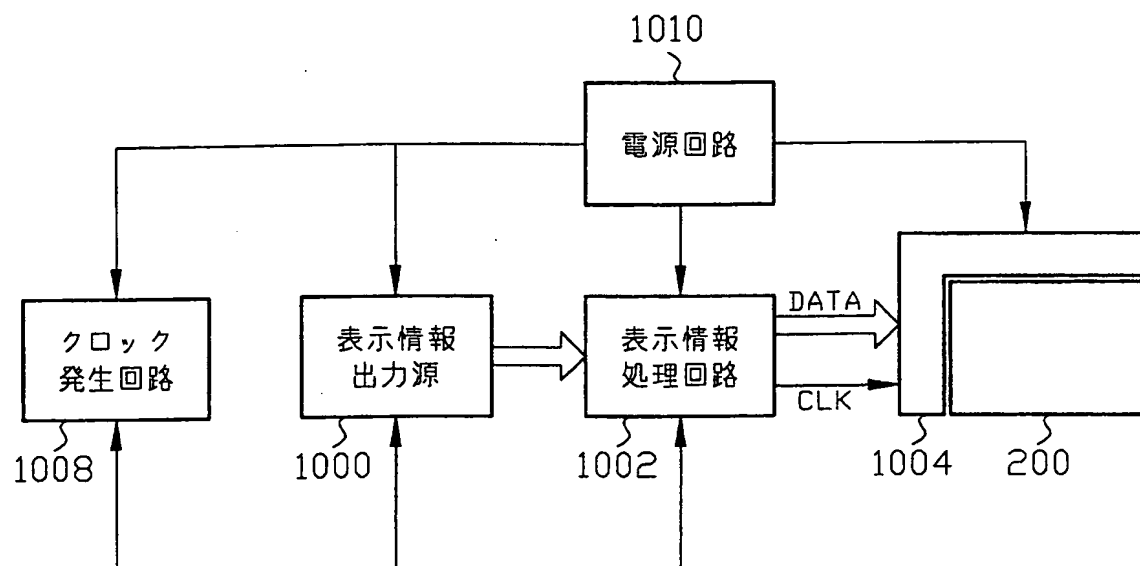 1010
電源回路
クロック
発生回路
1008
表示情報
出力源
1000
表示情報
処理回路
1002
DATA
CLK
1004
200